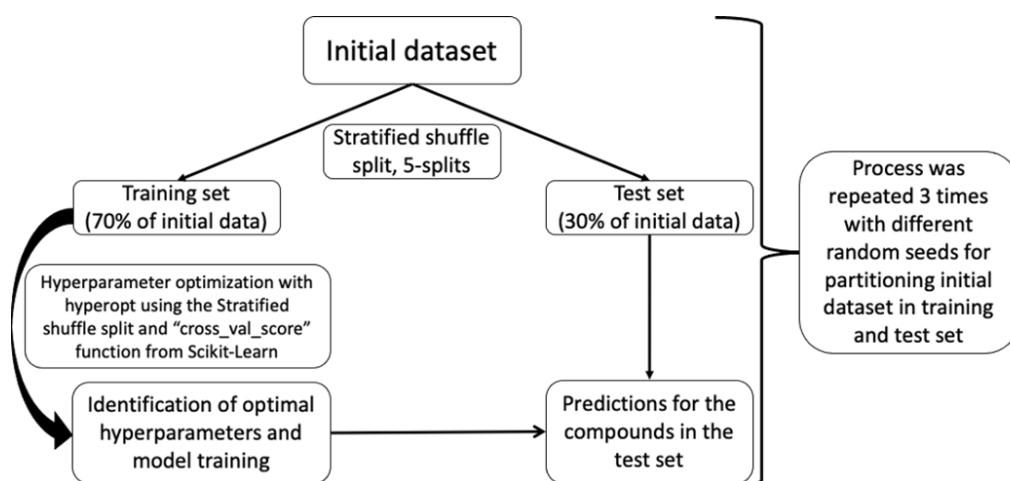 Initial dataset
Stratified shuffle
split, 5-splits
Training set
(70% of initial data)
Test set
(30% of initial data)
Hyperparameter optimization with
hyperopt using the Stratified
shuffle split and “cross_val_score”
function from Scikit-Learn
Identification of optimal
hyperparameters and
model training
Predictions for the
compounds in the
test set
Process was
repeated 3 times
with different
random seeds for
partitioning initial
dataset in training
and test set